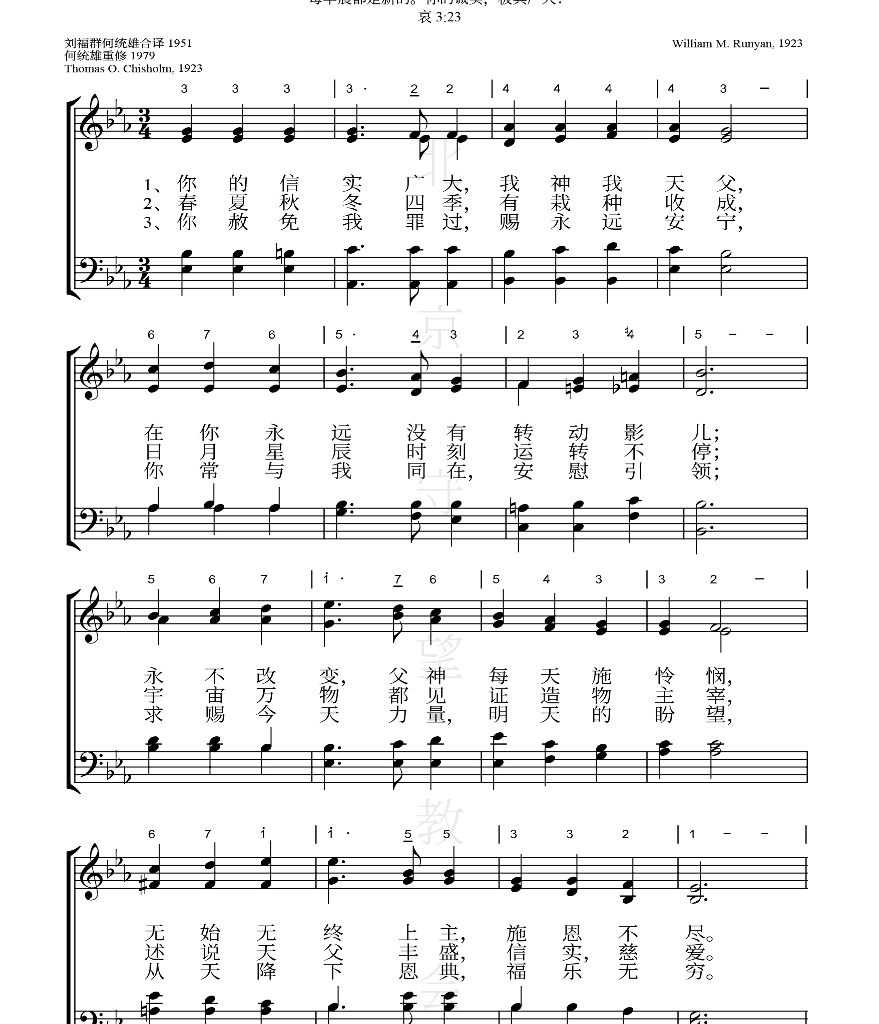 每早晨都是新的。你的诚实，极其广大！
哀 3:23
刘福群何统雄合译 1951
何统雄重修 1979
Thomas O. Chisholm, 1923
William M. Runyan, 1923
3 3 3 | 3 · 2 2 | 4 4 4 | 4 3 – |
3 4
1、你 的 信 实 广 大， 我 神 我 天 父，
2、春 夏 秋 冬 四 季， 有 栽 种 收 成，
3、你 赦 免 我 罪 过， 赐 永 远 安 宁，
3 4
6 7 6 | 5 · 4 3 | 2 3 ♯4 | 5 – – |
在 你 永 远 没 有 转 动 影 儿；
日 月 星 辰 时 刻 运 转 不 停；
你 常 与 我 同 在， 安 慰 引 领；
5 6 7 | i · 7 6 | 5 4 3 | 3 2 – |
永 不 改 变， 父 神 每 天 施 怜 悯，
宇 宙 万 物 都 见 证 造 物 主 宰，
求 赐 今 天 力 量， 明 天 的 盼 望，
6 7 i | i · 5 5 | 3 3 2 | 1 – – |
无 始 无 终 上 主， 施 恩 不 尽。
述 说 天 父 丰 盛， 信 实， 慈 爱。
从 天 降 下 恩 典， 福 乐 无 穷。
北京守望教会